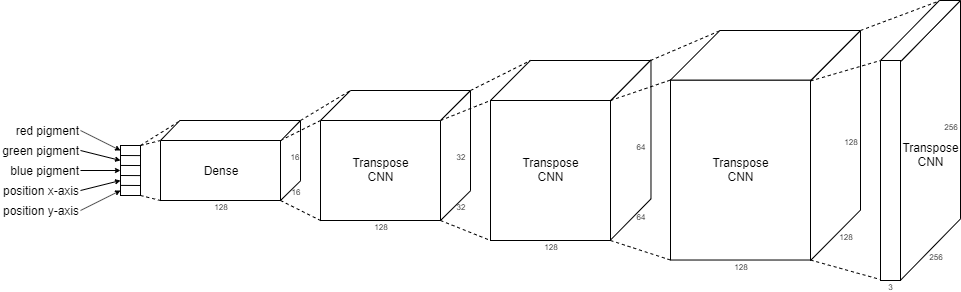 red pigment
green pigment
blue pigment
position x-axis
position y-axis
Dense
16
16
128
Transpose
CNN
32
32
128
Transpose
CNN
64
64
128
Transpose
CNN
128
128
128
Transpose
CNN
256
256
3